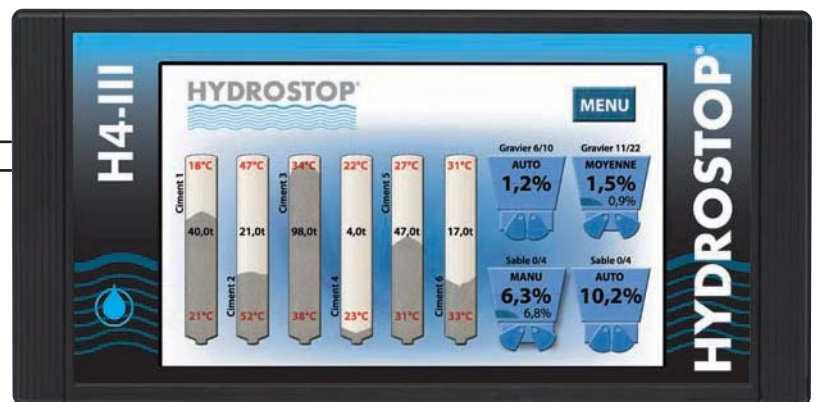 H4-III
HYDROSTOP
MENU
HYDROSTOP®
Gravier 6/10
Gravier 11/22
18°C
47°C
34°C
22°C
27°C
31°C
AUTO
MOYENNE
1,2%
1,5%
0,9%
Ciment 1
Ciment 3
Ciment 5
40,0t
21,0t
98,0t
4,0t
47,0t
17,0t
Ciment 2
Ciment 4
Ciment 6
Sable 0/4
Sable 0/4
MANU
AUTO
6,3%
10,2%
6,8%
21°C
52°C
38°C
23°C
31°C
33°C